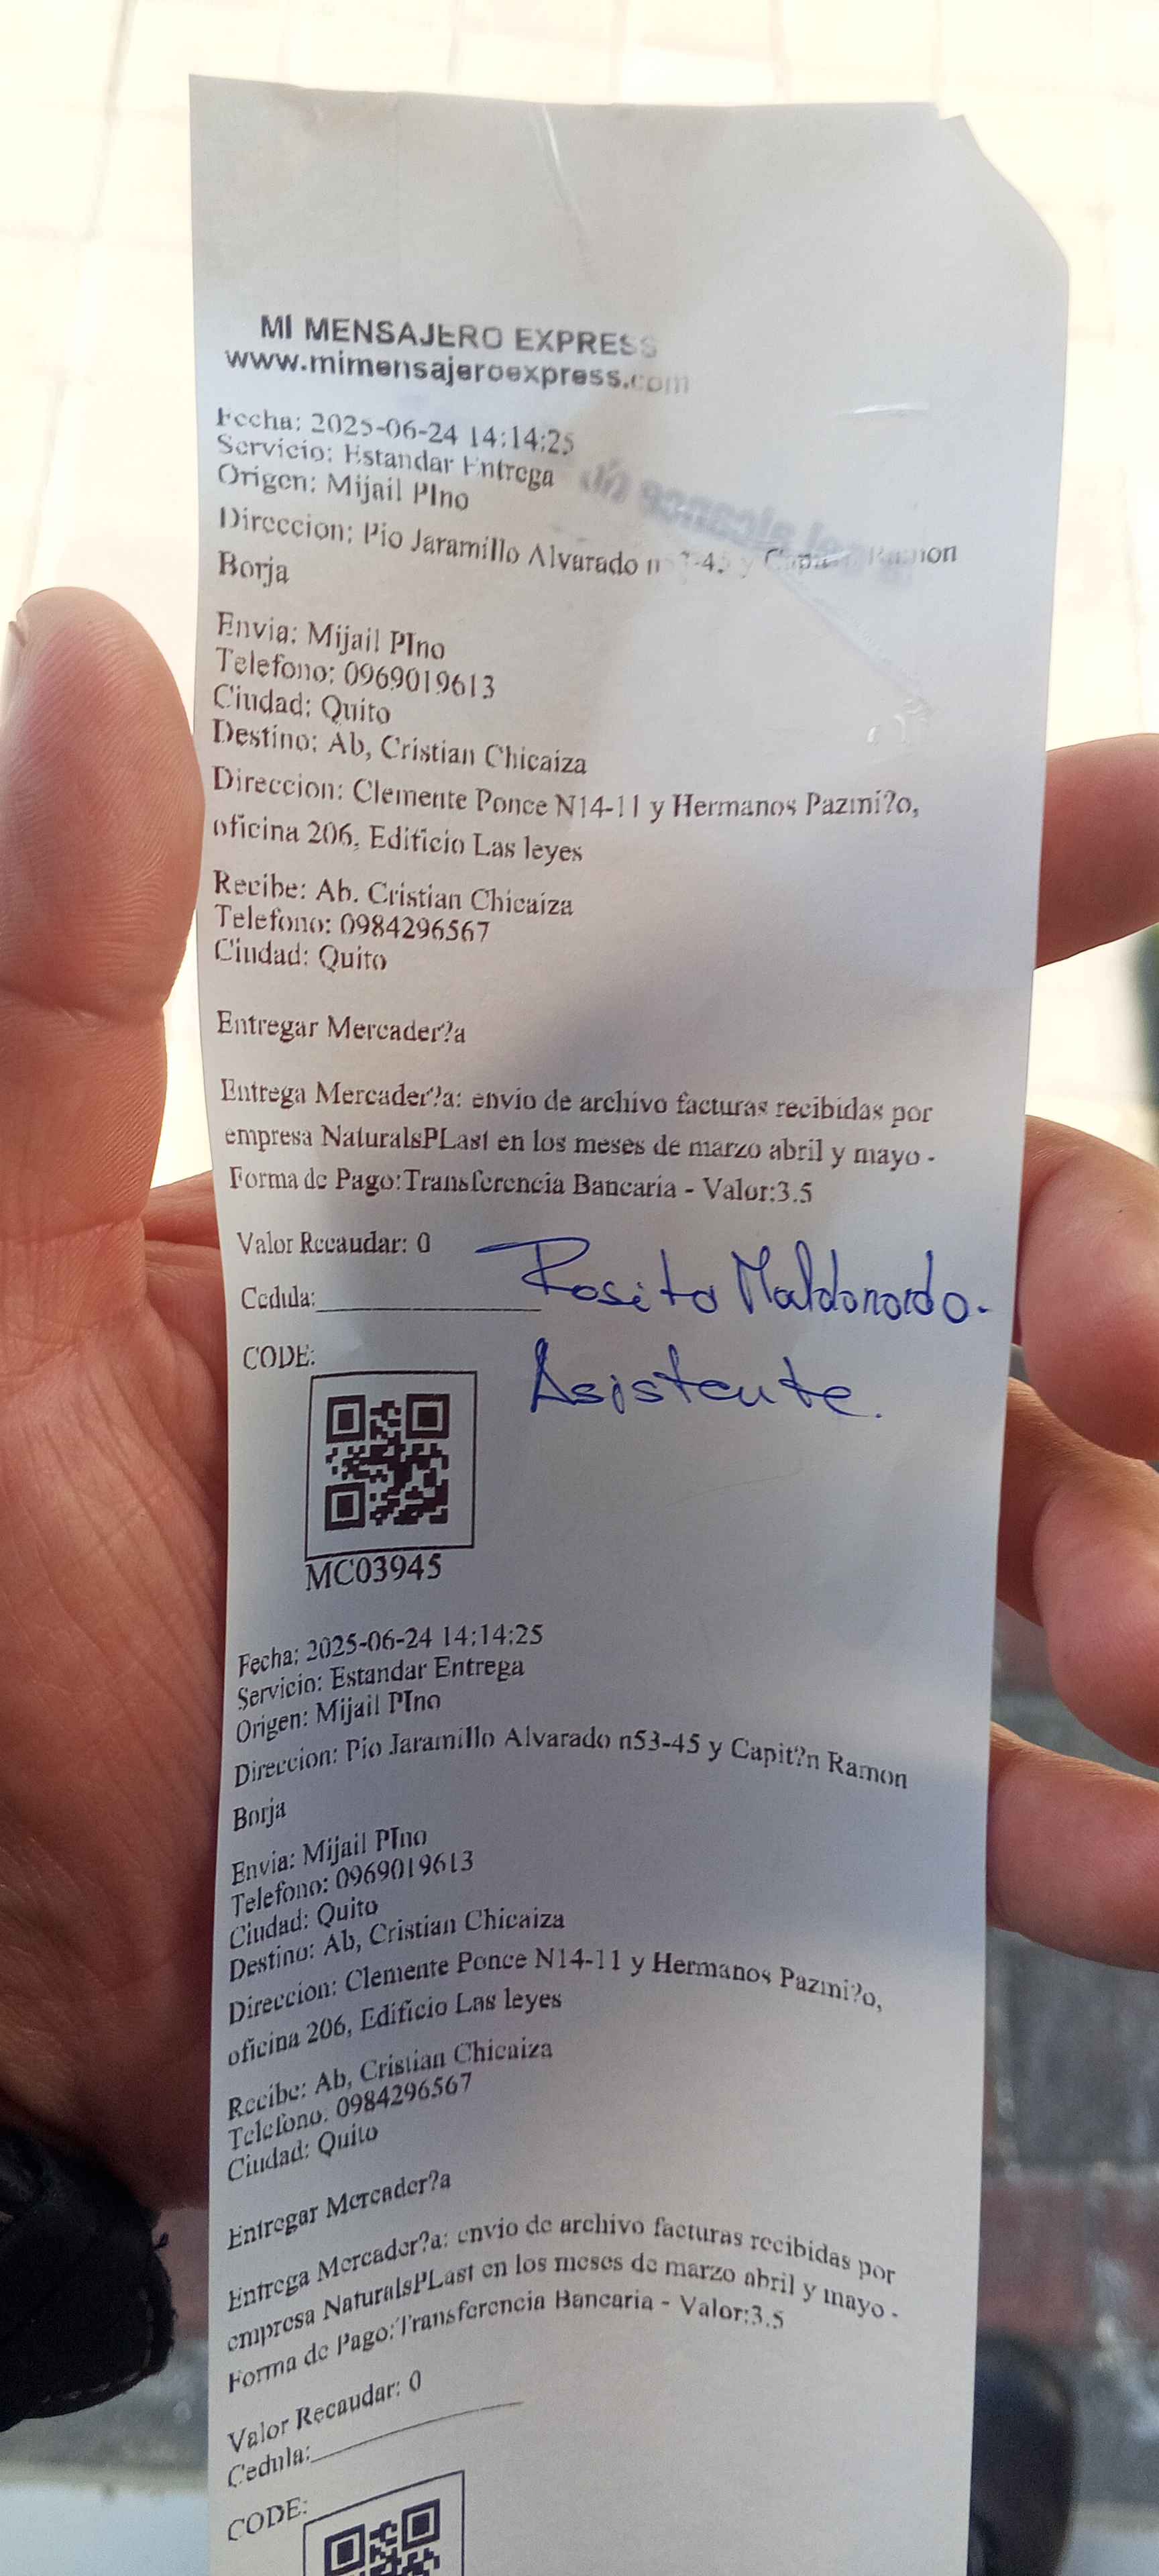 MI MENSAJERO EXPRESS
www.mimensajeroexpress.com
Fecha: 2025-06-24 14:14:25
Servicio: Estandar Entrega
Origen: Mijail PIno
Direccion: Pio Jaramillo Alvarado n 3-45 y Ramon
Borja
Envia: Mijail PIno
Telefono: 0969019613
Ciudad: Quito
Destino: Ab, Cristian Chicaiza
Direccion: Clemente Ponce N14-11 y Hermanos Pazmi?o,
oficina 206, Edificio Las leyes
Recibe: Ab. Cristian Chicaiza
Telefono: 0984296567
Ciudad: Quito
Entregar Mercader?a
Entrega Mercader?a: envio de archivo facturas recibidas por
empresa NaturalsPLast en los meses de marzo abril y mayo -
Forma de Pago:Transferencia Bancaria - Valor:3.5
Valor Recaudar: 0
Rosito Maldonado.
Cedula:
Asistente.
CODE:
MC03945
Fecha: 2025-06-24 14:14:25
Servicio: Estandar Entrega
Origen: Mijail PIno
Direccion: Pio Jaramillo Alvarado n53-45 y Capit?n Ramon
Borja
Envia: Mijail PIno
Telefono: 0969019613
Ciudad: Quito
Destino: Ab, Cristian Chicaiza
Direccion: Clemente Ponce N14-11 y Hermanos Pazmi?o,
oficina 206, Edificio Las leyes
Recibe: Ab, Cristian Chicaiza
Telefono: 0984296567
Ciudad: Quito
Entregar Mercader?a
Entrega Mercader?a: envio de archivo facturas recibidas por
empresa NaturalsPLast en los meses de marzo abril y mayo -
Forma de Pago:Transferencia Bancaria - Valor:3.5
Valor Recaudar: 0
Cedula:
CODE: